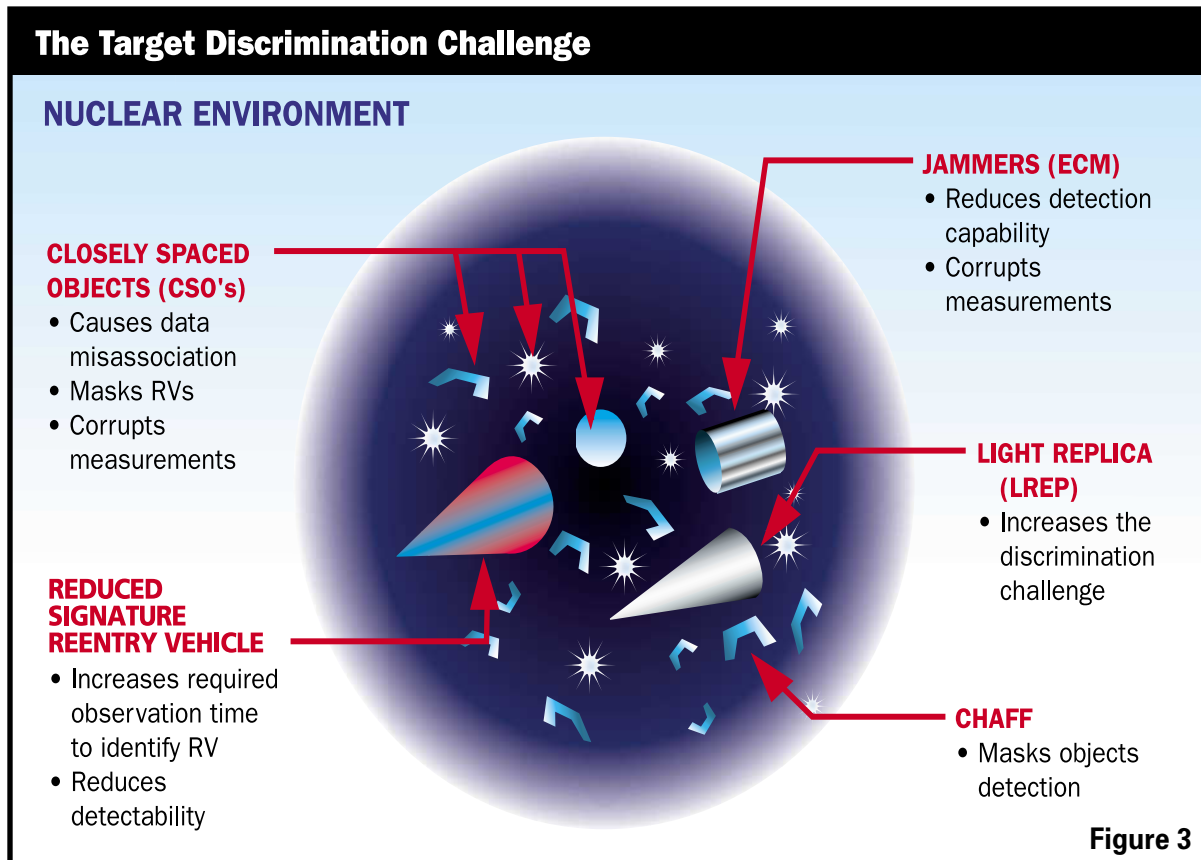 The Target Discrimination Challenge
NUCLEAR ENVIRONMENT
CLOSELY SPACED
OBJECTS (CSO's)
• Causes data
misassociation
• Masks RVs
• Corrupts
measurements
REDUCED
SIGNATURE
REENTRY VEHICLE
• Increases required
observation time
to identify RV
• Reduces
detectability
JAMMERS (ECM)
• Reduces detection
capability
• Corrupts
measurements
LIGHT REPLICA
(LREP)
• Increases the
discrimination
challenge
CHAFF
• Masks objects
detection
Figure 3